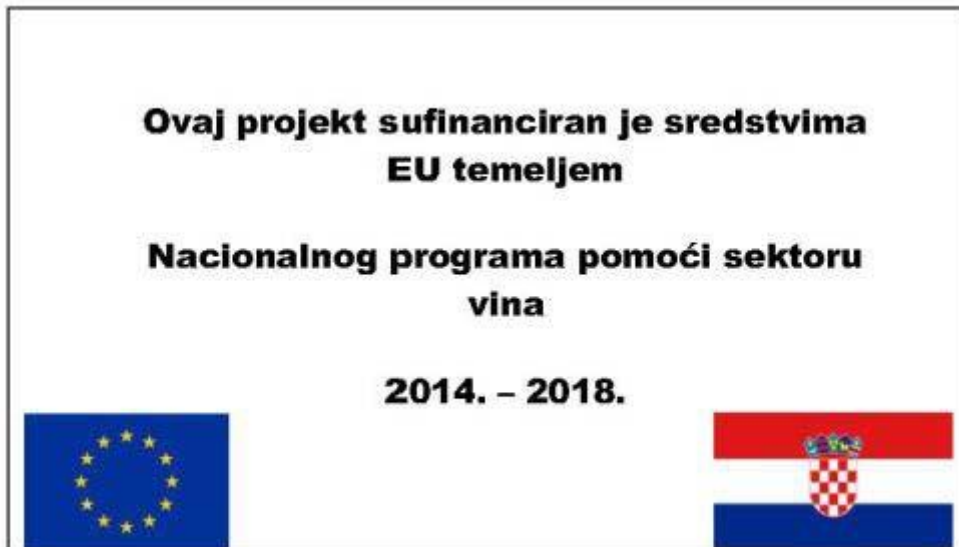 Ovaj projekt sufinanciran je sredstvima
EU temeljem
Nacionalnog programa pomoći sektoru
vina
2014. – 2018.